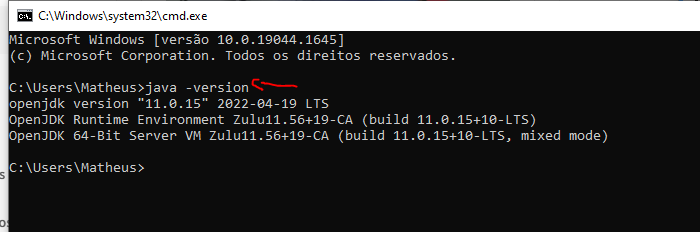 C:\Windows\system32\cmd.exe
Microsoft Windows [versão 10.0.19044.1645]
(c) Microsoft Corporation. Todos os direitos reservados.
C:\Users\Matheus>java -version
openjdk version "11.0.15" 2022-04-19 LTS
OpenJDK Runtime Environment Zulu11.56+19-CA (build 11.0.15+10-LTS)
OpenJDK 64-Bit Server VM Zulu11.56+19-CA (build 11.0.15+10-LTS, mixed mode)
C:\Users\Matheus>